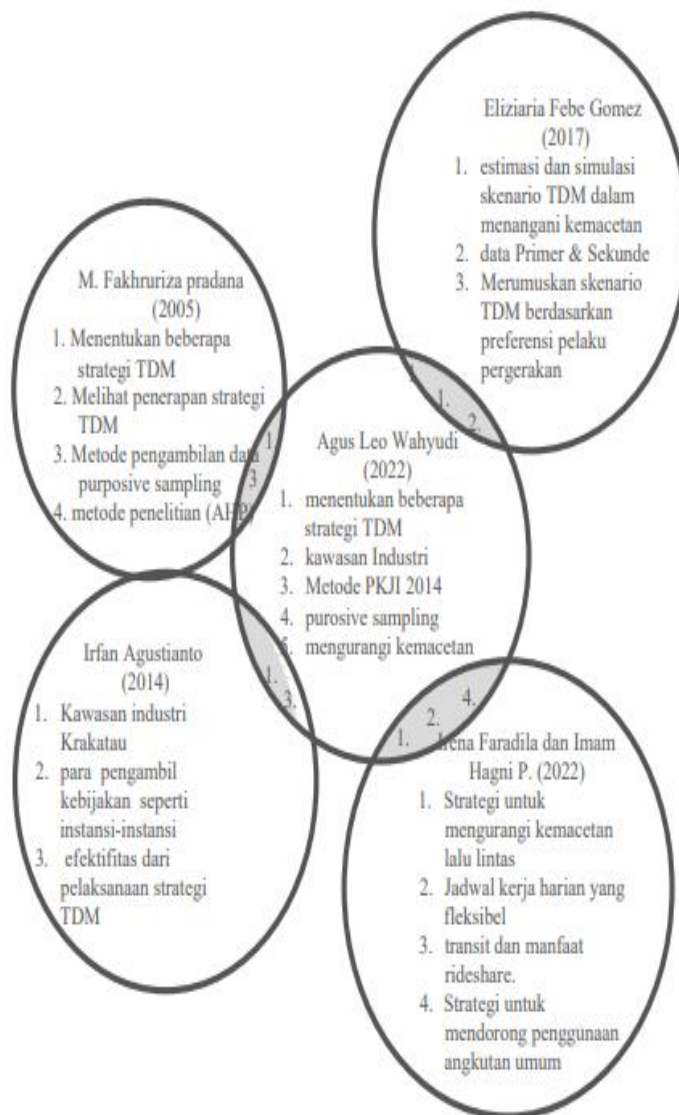 Eliziaria Febe Gomez
(2017)
1. estimasi dan simulasi
skenario TDM dalam
menangani kemacetan
2. data Primer & Sekunde
3. Merumuskan skenario
TDM berdasarkan
preferensi pelaku
pergerakan
M. Fakhruriza pradana
(2005)
1. Menentukan beberapa
strategi TDM
2. Melihat penerapan strategi
TDM
3. Metode pengambilan data
purposive sampling
4. metode penelitian (AHP)
1
3
1.
1.
2.
Agus Leo Wahyudi
(2022)
1. menentukan beberapa
strategi TDM
2. kawasan Industri
3. Metode PKJI 2014
4. purosive sampling
5. mengurangi kemacetan
1.
3.
1.
2.
4.
Irfan Agustianto
(2014)
1. Kawasan industri
Krakatau
2. para pengambil
kebijakan seperti
instansi-instansi
3. efektifitas dari
pelaksanaan strategi
TDM
Irena Faradila dan Imam
Hagni P. (2022)
1. Strategi untuk
mengurangi kemacetan
lalu lintas
2. Jadwal kerja harian yang
fleksibel
3. transit dan manfaat
rideshare.
4. Strategi untuk
mendorong penggunaan
angkutan umum